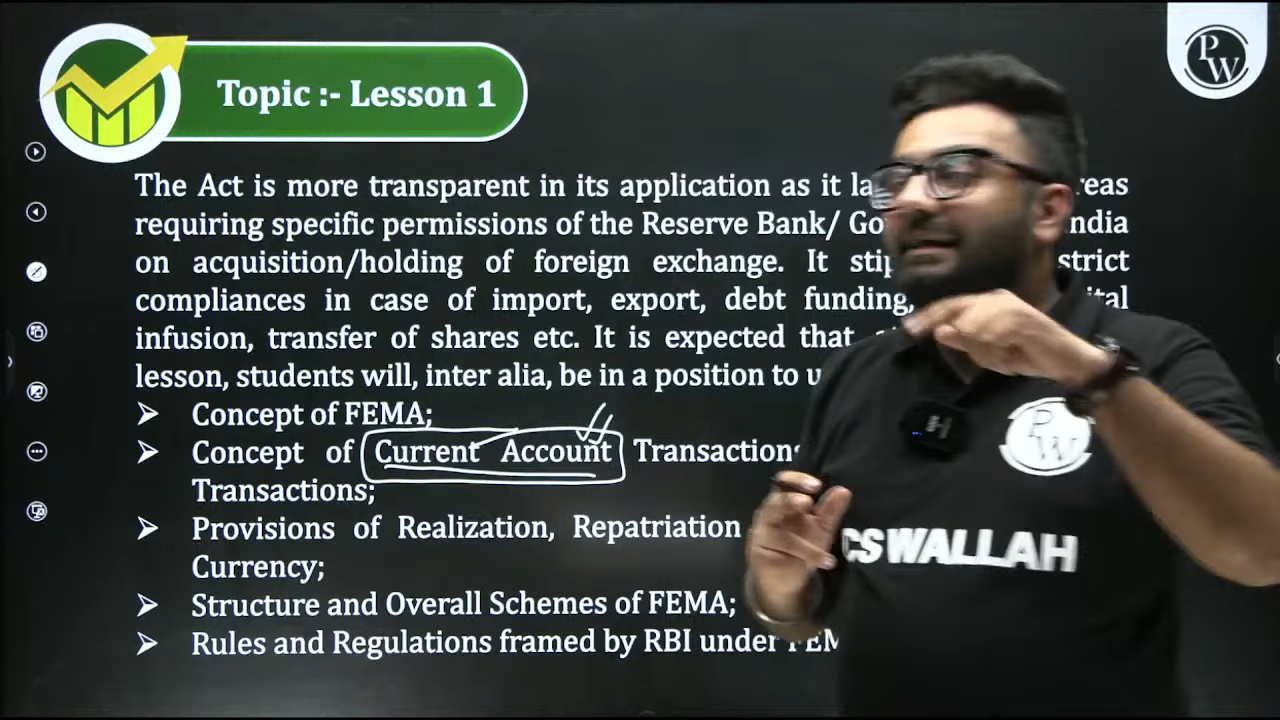 Topic :- Lesson 1
PW
The Act is more transparent in its application as it
requiring specific permissions of the Reserve Bank/
on acquisition/holding of foreign exchange. It
compliances in case of import, export, debt funding,
infusion, transfer of shares etc. It is expected that
lesson, students will, inter alia, be in a position to
➤ Concept of FEMA;
➤ Concept of Current Account
Transactions;
➤ Provisions of Realization, Repatriation
Currency;
➤ Structure and Overall Schemes of FEMA;
➤ Rules and Regulations framed by RBI under
PW
CSWALLAH